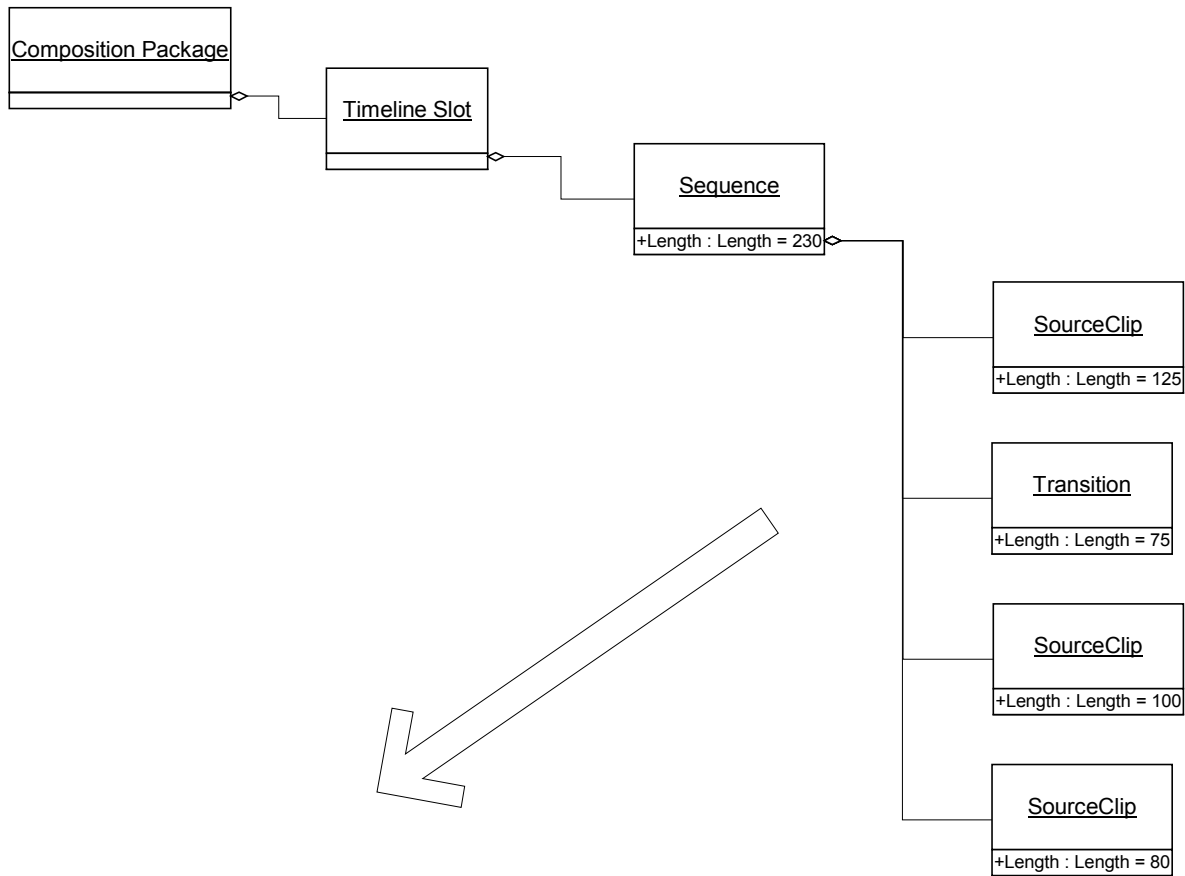 Composition Package
Timeline Slot
Sequence
+Length : Length = 230
SourceClip
+Length : Length = 125
Transition
+Length : Length = 75
SourceClip
+Length : Length = 100
SourceClip
+Length : Length = 80